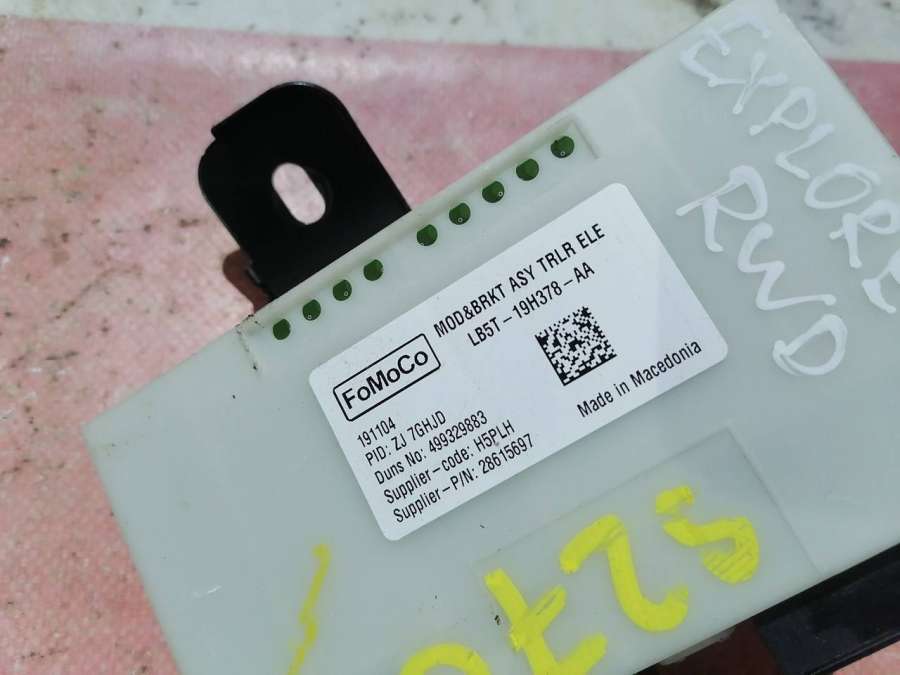 EXPLORE
RWD
MOD&BRKT ASY TRLR ELE
LB5T-19H378-AA
FoMoCo
191104
PID: ZJ 7GHJD
Duns No: 499329883
Supplier-code: H5PLH
Supplier-P/N: 28615697
Made in Macedonia